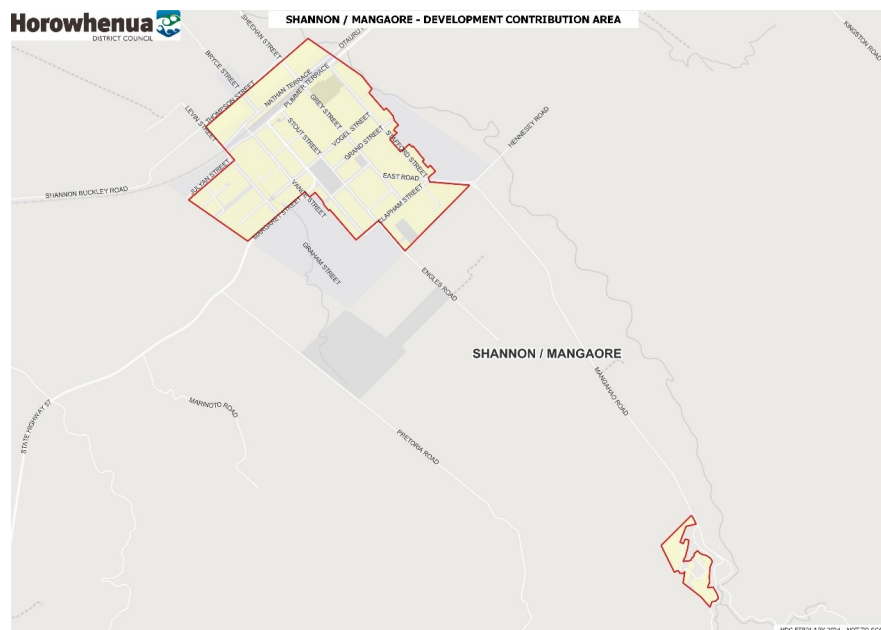 Horowhenua
DISTRICT COUNCIL
SHANNON / MANGAORE - DEVELOPMENT CONTRIBUTION AREA
SHEEHAN STREET
OTAURU
KINGSTON ROAD
BRYCE STREET
NATHAN TERRACE
PLIMMER TERRACE
THOMPSON STREET
GREY STREET
LEVIN STREET
STOUT STREET
VOGEL STREET
HENNESEY ROAD
GRAND STREET
STAFFORD STREET
JULYAN STREET
EAST ROAD
SHANNON BUCKLEY ROAD
VANCE STREET
CLAPHAM STREET
MARGARET STREET
GRAHAM STREET
ENGLES ROAD
SHANNON / MANGAORE
MANGAHAO ROAD
MARINOTO ROAD
STATE HIGHWAY 57
PRETORIA ROAD